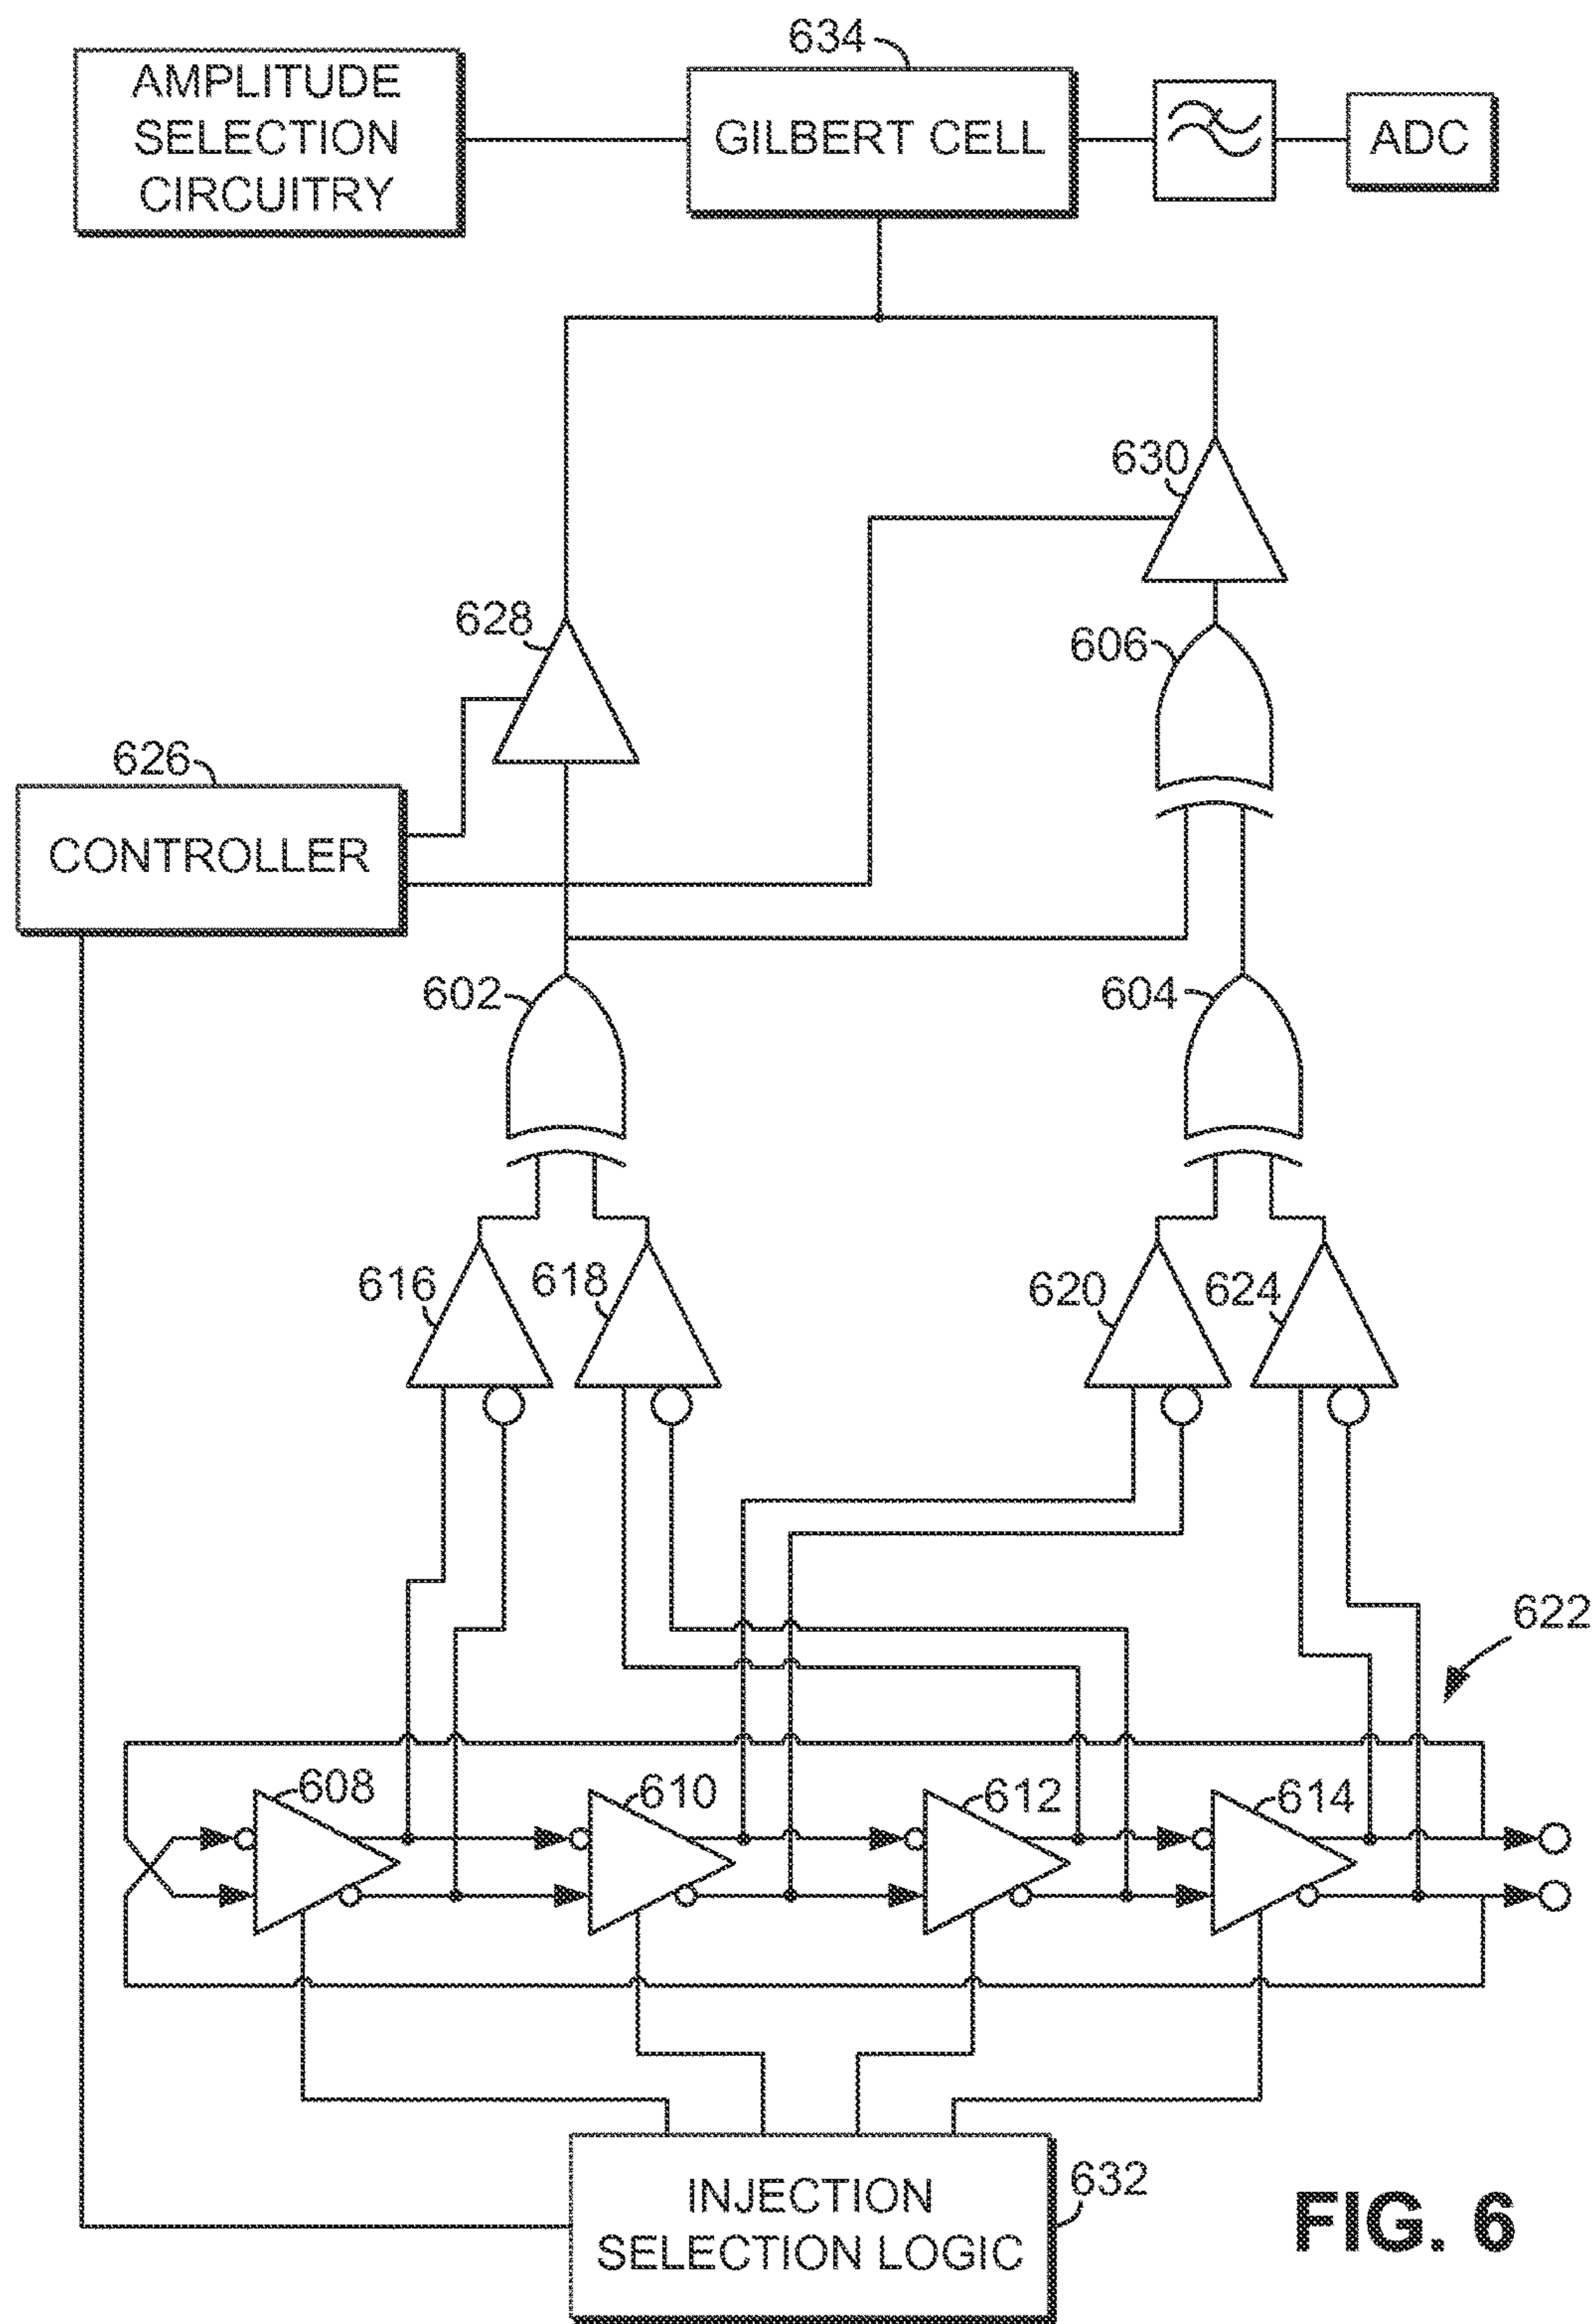 634
AMPLITUDE
SELECTION
CIRCUITRY
GILBERT CELL
ADC
630
628
606
626
CONTROLLER
602
604
616
618
620
624
622
608
610
612
614
INJECTION
SELECTION LOGIC
632
FIG. 6